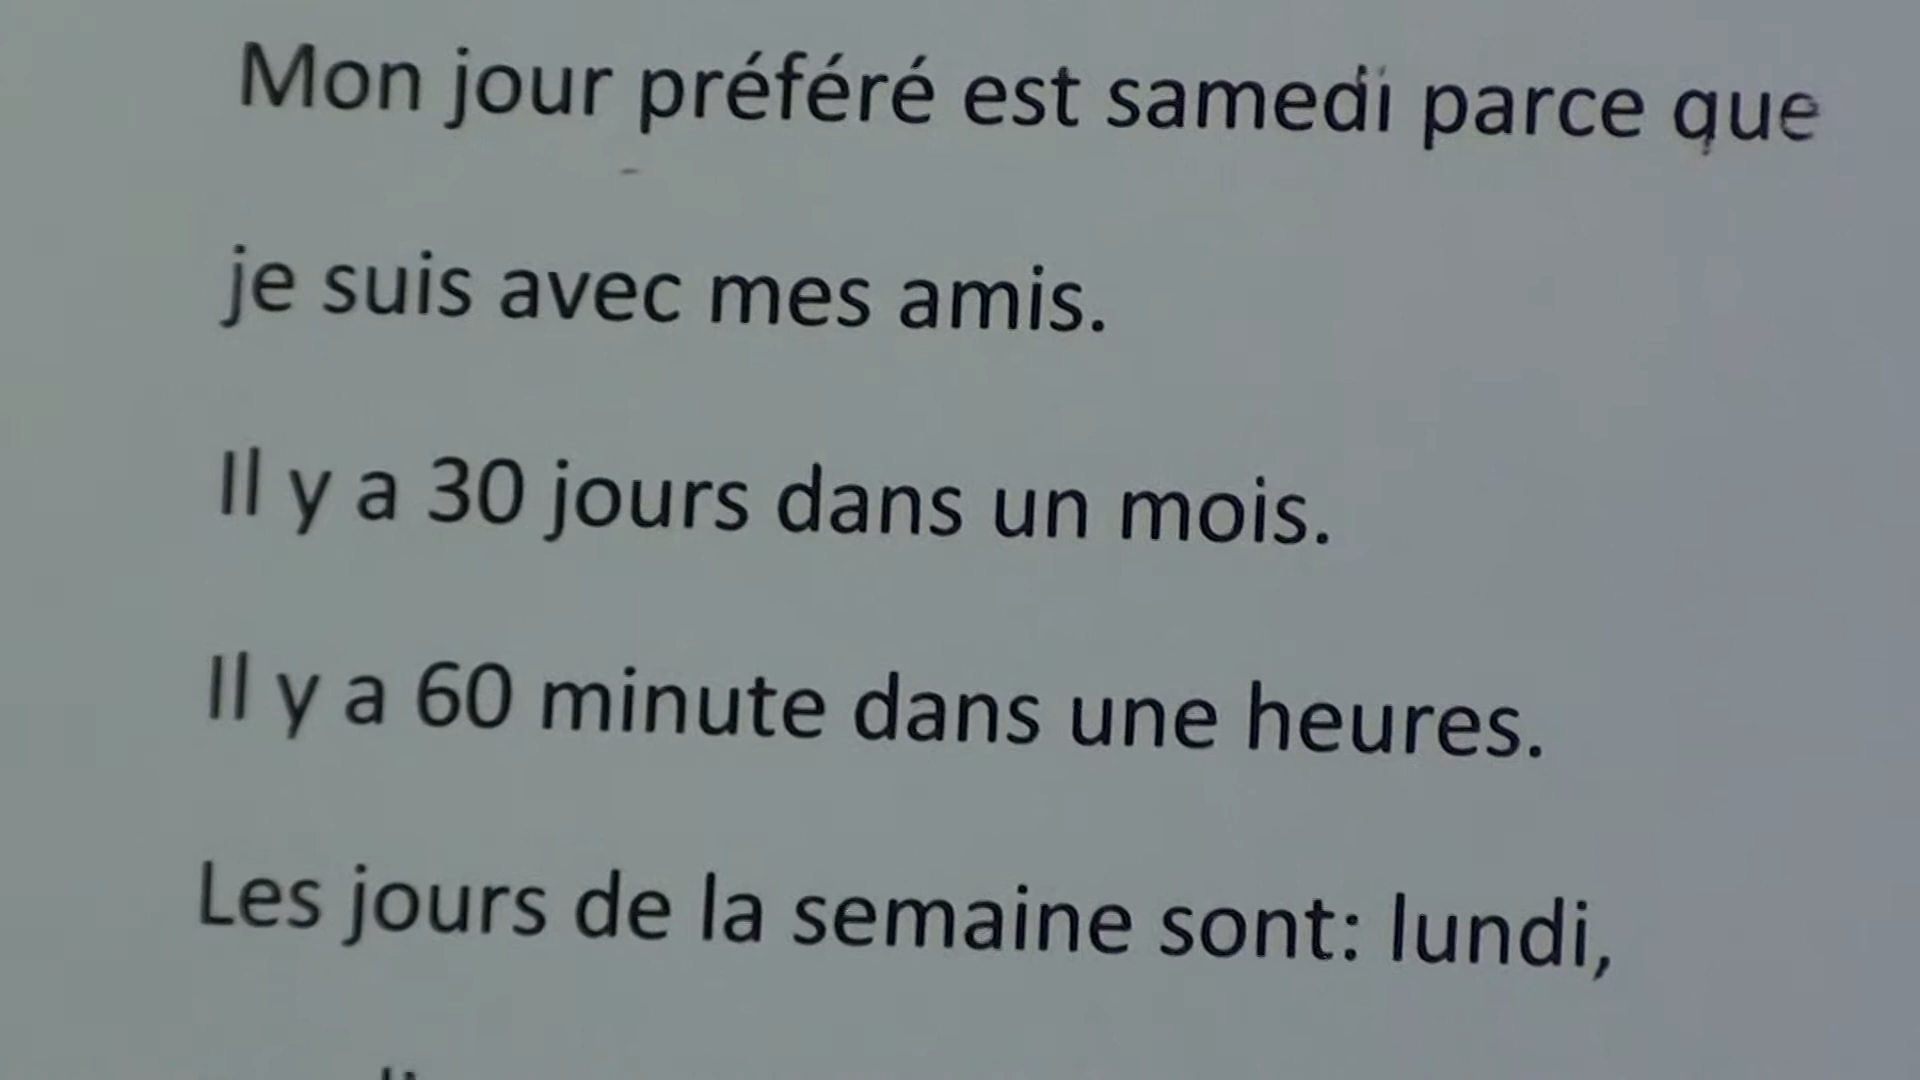 Mon jour préféré est samedi parce que
je suis avec mes amis.
Il y a 30 jours dans un mois.
Il y a 60 minute dans une heures.
Les jours de la semaine sont: lundi,